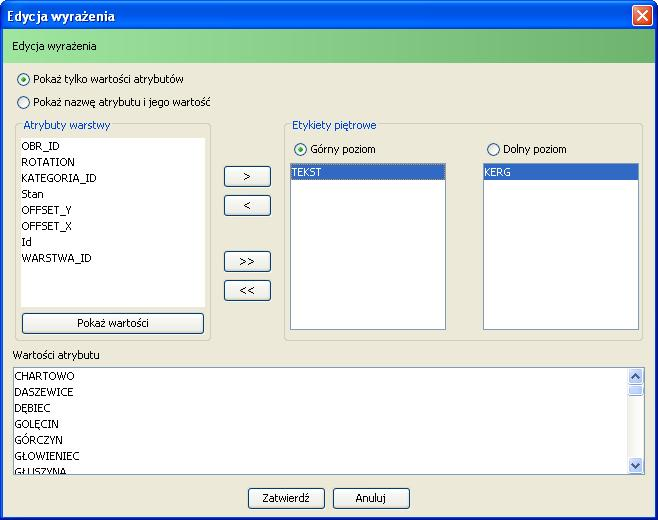 Edycja wyrażenia
Edycja wyrażenia
Pokaż tylko wartości atrybutów
Pokaż nazwę atrybutu i jego wartość
Atrybuty warstwy
OBR_ID
ROTATION
KATEGORIA_ID
Stan
OFFSET_Y
OFFSET_X
Id
WARSTWA_ID
Pokaż wartości
>
<
>>
<<
Etykiety piętrowe
Górny poziom
Dolny poziom
TEKST
KERG
Wartości atrybutu
CHARTOWO
DASZEWICE
DĘBIEC
GOLĘCIN
GÓRCZYN
GŁOWIENIEC
GŁUSZYNA
Zatwierdź
Anuluj